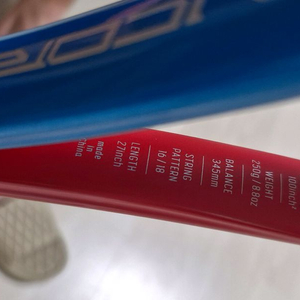 100inch²
WEIGHT
250g / 8.8oz
BALANCE
345mm
STRING
PATTERN
16 / 18
LENGTH
27inch
made
in
China